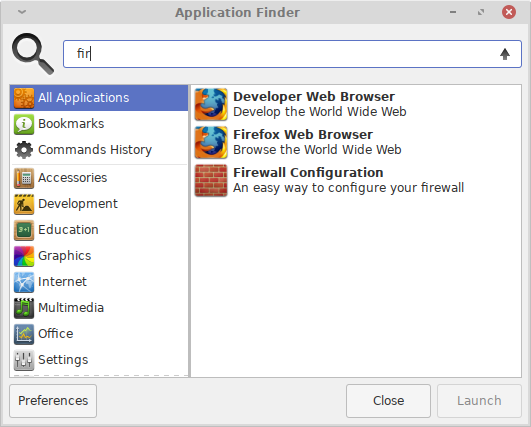 Application Finder
fir
All Applications
Bookmarks
Commands History
Accessories
Development
Education
Graphics
Internet
Multimedia
Office
Settings
Developer Web Browser
Develop the World Wide Web
Firefox Web Browser
Browse the World Wide Web
Firewall Configuration
An easy way to configure your firewall
Preferences
Close
Launch